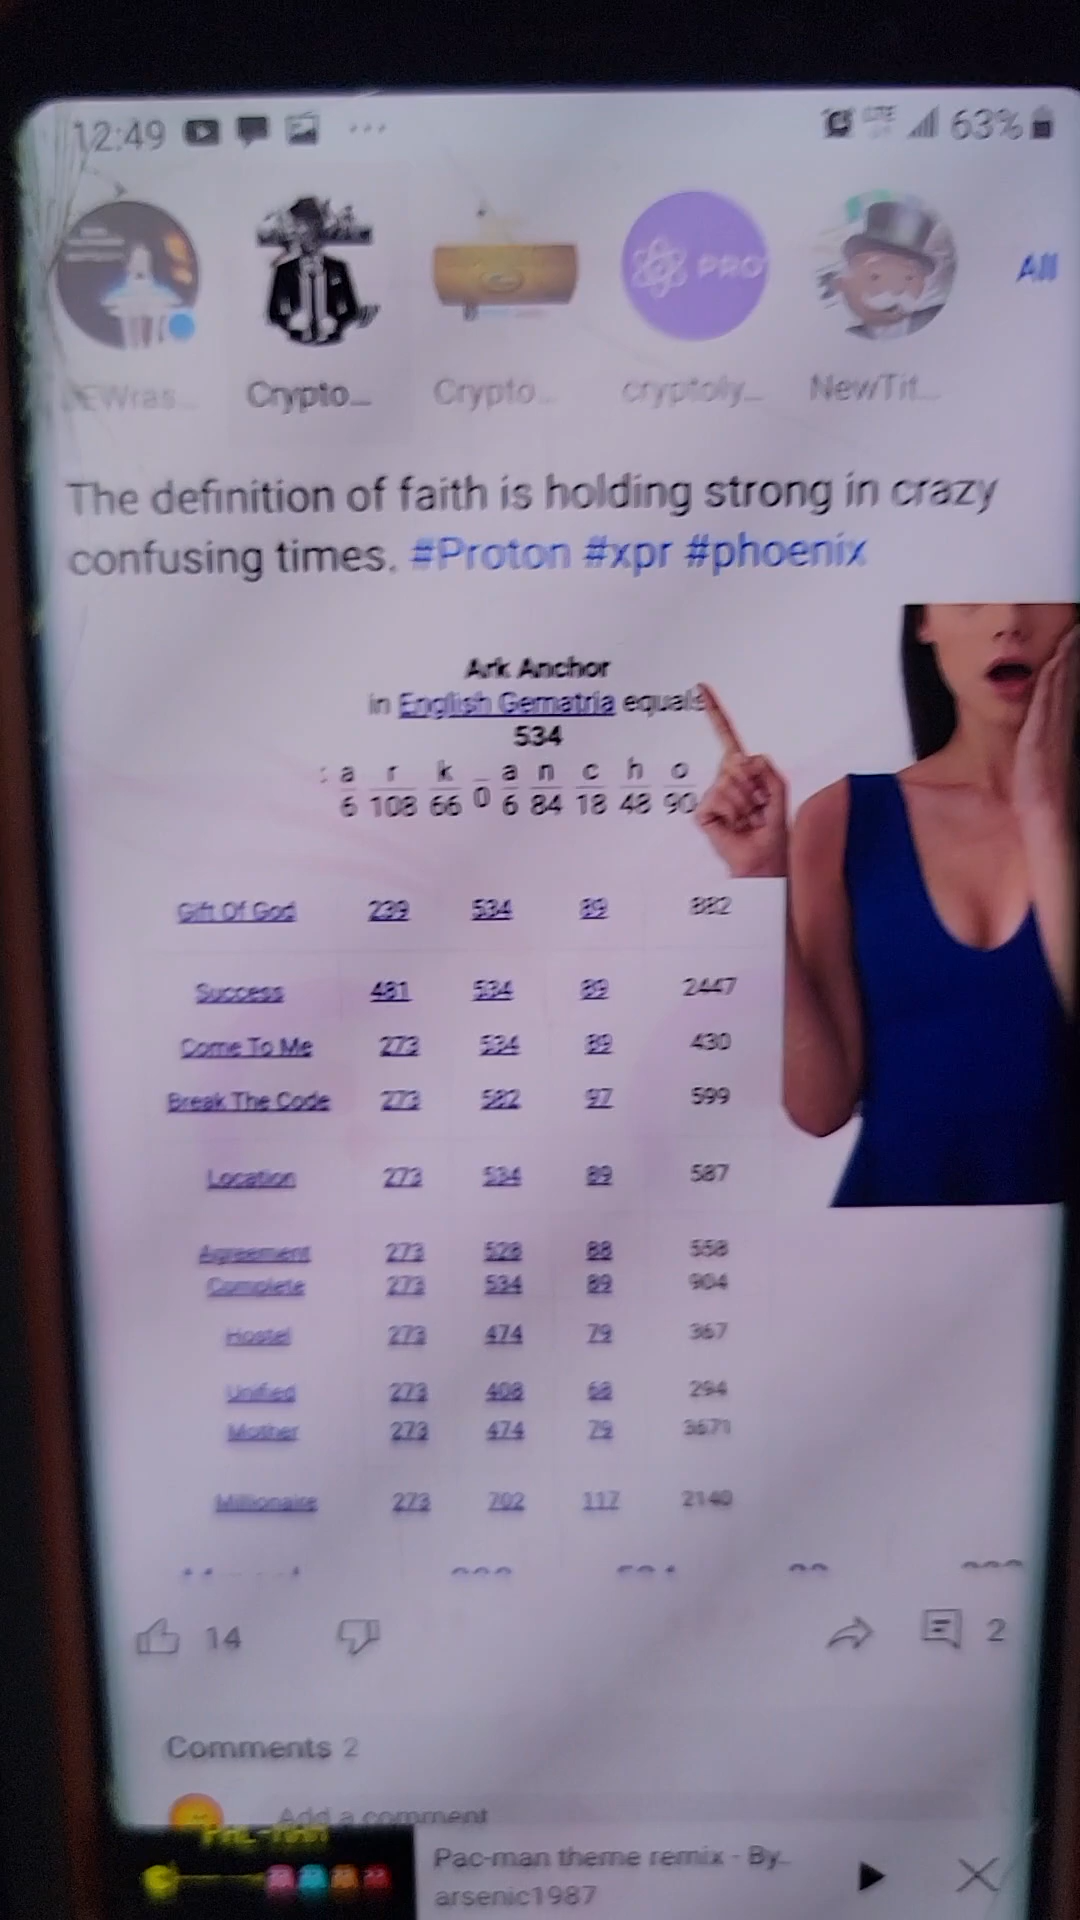 12:49 63%
Crypto... Crypto... cryptoly... NewTit...
All
PRO
The definition of faith is holding strong in crazy
confusing times. #Proton #xpr #phoenix
Ark Anchor
in English Gematria equals
534
: a r k _ a n c h o
6 108 66 0 6 84 18 48 90
Gift Of God 239 534 89 882
Success 481 534 89 2447
Come To Me 273 534 89 430
Break The Code 273 582 97 599
Location 273 534 89 587
Agreement 273 528 88 558
Complete 273 534 89 904
Hostel 273 474 79 367
Unified 273 408 68 294
Mother 273 474 79 3671
Millionaire 273 702 117 2140
14 2
Comments 2
Add a comment
PAC-MAN
Pac-man theme remix - By...
arsenic1987